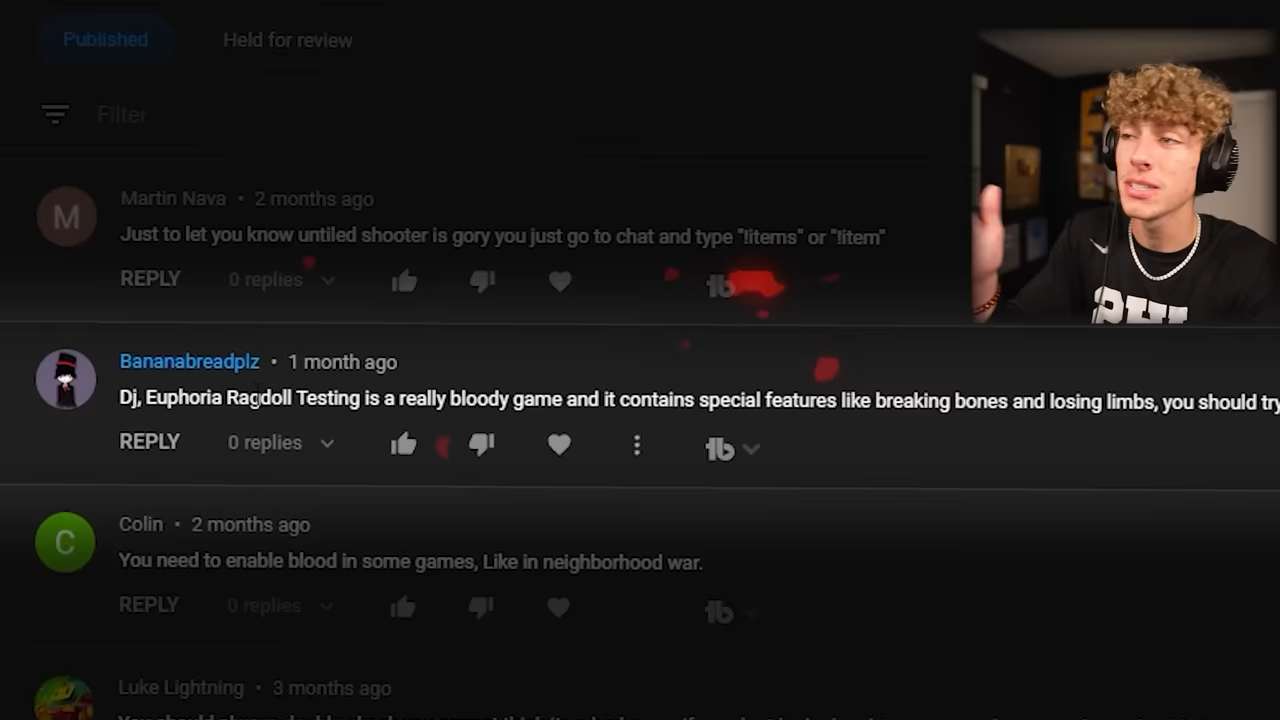 Published
Held for review
Filter
M
Martin Nava • 2 months ago
Just to let you know untiled shooter is gory you just go to chat and type "!items" or "!item"
REPLY 0 replies
Bananabreadplz • 1 month ago
Dj, Euphoria Ragdoll Testing is a really bloody game and it contains special features like breaking bones and losing limbs, you should try
REPLY 0 replies
C
Colin • 2 months ago
You need to enable blood in some games, Like in neighborhood war.
REPLY 0 replies
Luke Lightning • 3 months ago